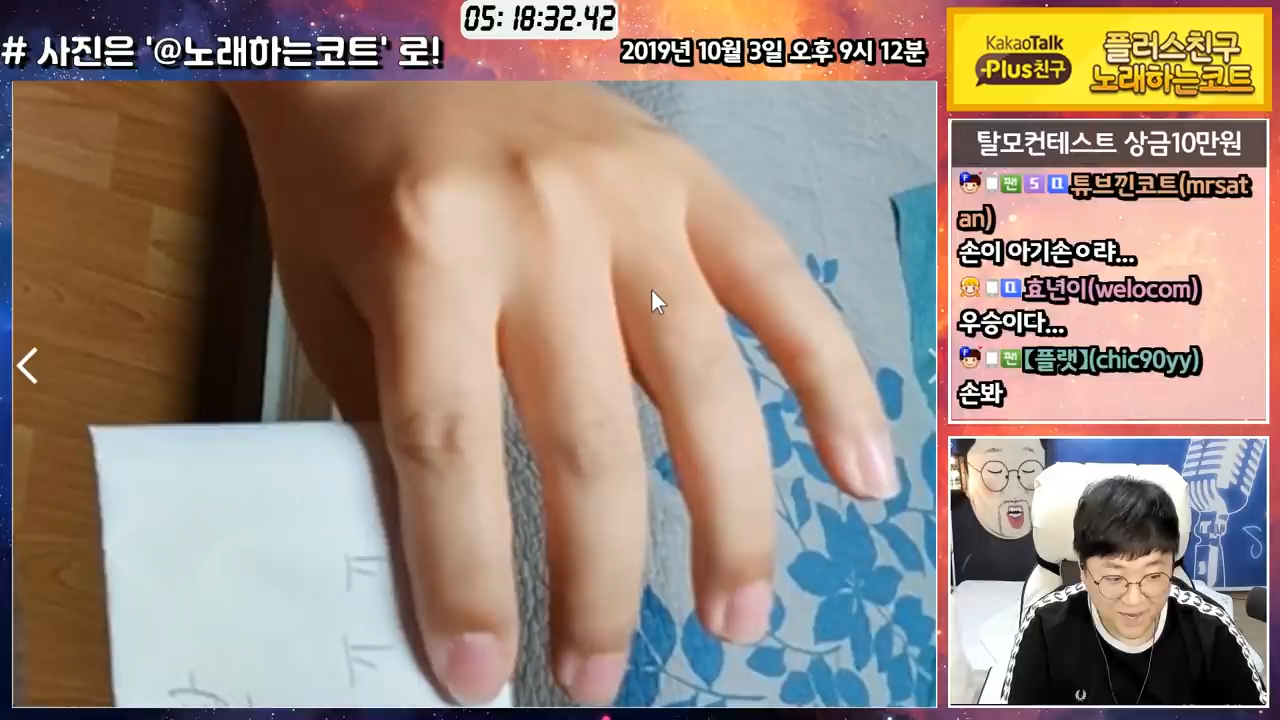 05:18:32.42
# 사진은 '@노래하는코트' 로!
2019년 10월 3일 오후 9시 12분
KakaoTalk
Plus친구
플러스친구
노래하는코트
탈모컨테스트 상금10만원
튜브낀코트(mrsat
an)
손이 아기손ㅇ랴...
효년이(welocom)
우승이다...
【플랫】(chic90yy)
손봐